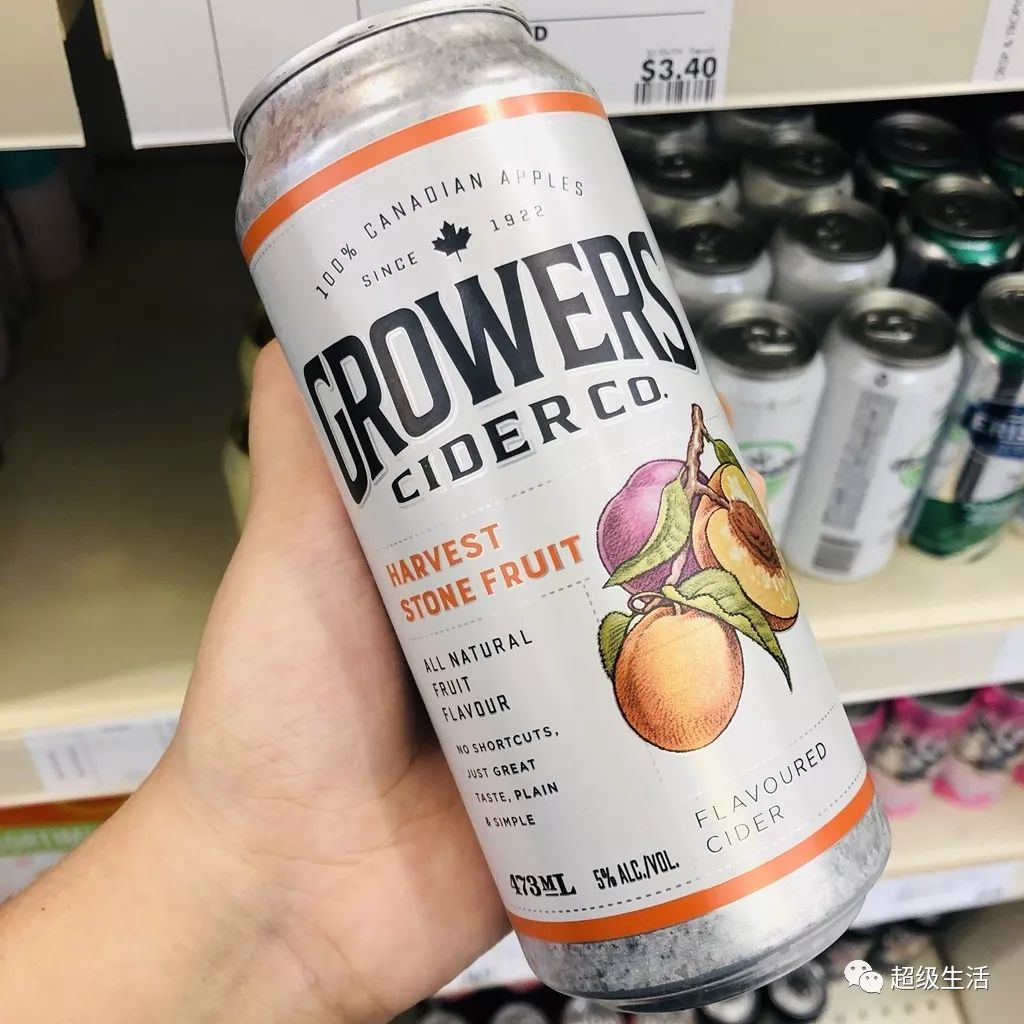 D
$3.40
100% CANADIAN APPLES
SINCE 1922
GROWERS
CIDER CO.
HARVEST
STONE FRUIT
ALL NATURAL
FRUIT
FLAVOUR
NO SHORTCUTS,
JUST GREAT
TASTE, PLAIN
& SIMPLE
FLAVOURED
CIDER
473ML
5% ALC./VOL.
超级生活